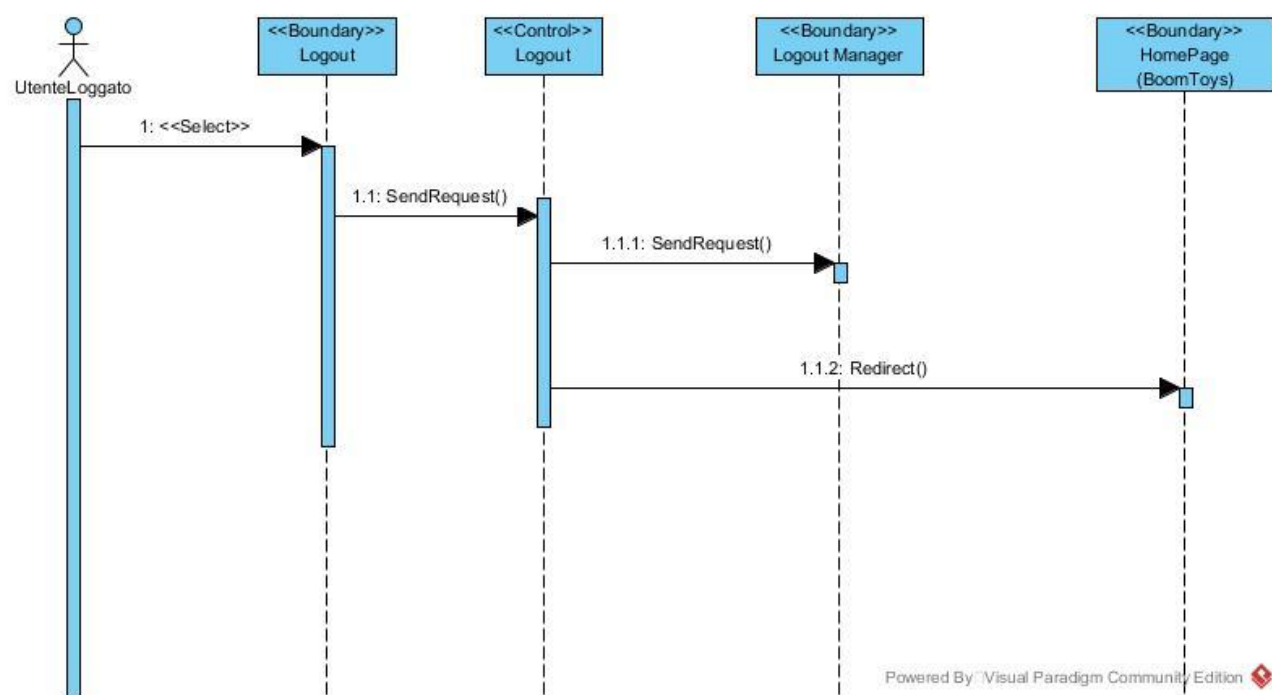 <<Boundary>>
Logout
<<Control>>
Logout
<<Boundary>>
Logout Manager
<<Boundary>>
HomePage
(BoomToys)
UtenteLoggato
1: <<Select>>
1.1: SendRequest()
1.1.1: SendRequest()
1.1.2: Redirect()
Powered By Visual Paradigm Community Edition